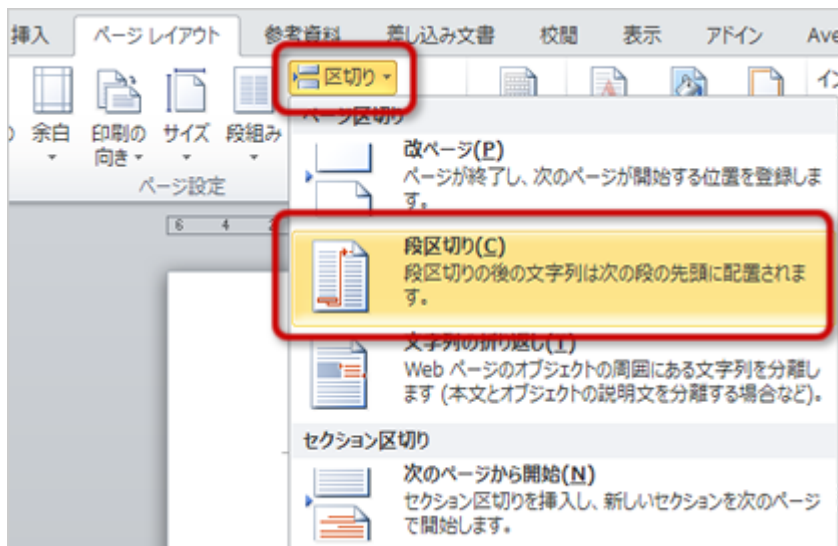 挿入 ページ レイアウト 参考資料 差し込み文書 校閲 表示 アドイン Ave
区切り
余白 印刷の向き サイズ 段組み
ページ設定
6 4 2
ページ区切り
改ページ(P)
ページが終了し、次のページが開始する位置を登録しま
す。
段区切り(C)
段区切りの後の文字列は次の段の先頭に配置されま
す。
文字列の折り返し(T)
Web ページのオブジェクトの周囲にある文字列を分離し
ます (本文とオブジェクトの説明文を分離する場合など)。
セクション区切り
次のページから開始(N)
セクション区切りを挿入し、新しいセクションを次のページ
で開始します。